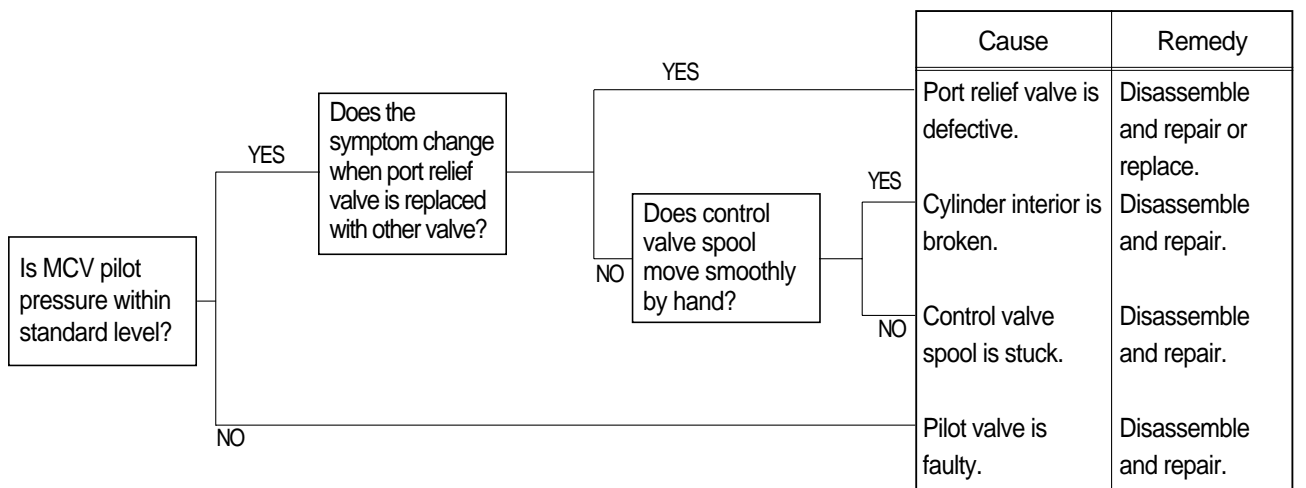 Is MCV pilot
pressure within
standard level?
YES
NO
Does the
symptom change
when port relief
valve is replaced
with other valve?
YES
NO
Does control
valve spool
move smoothly
by hand?
YES
NO
Cause
Remedy
Port relief valve is
defective.
Disassemble
and repair or
replace.
Cylinder interior is
broken.
Disassemble
and repair.
Control valve
spool is stuck.
Disassemble
and repair.
Pilot valve is
faulty.
Disassemble
and repair.